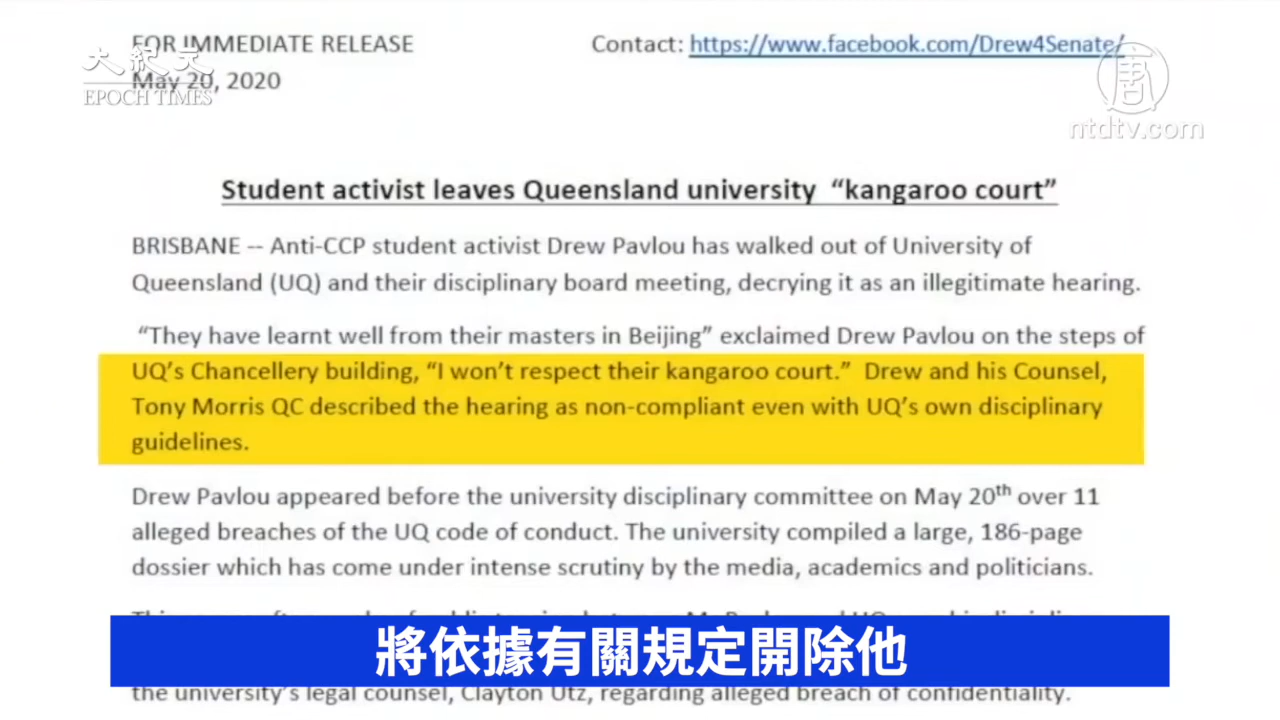 FOR IMMEDIATE RELEASE
Contact: https://www.facebook.com/Drew4Senate/
大紀元
EPOCH TIMES
May 20, 2020
唐
ntdtv.com
Student activist leaves Queensland university “kangaroo court”
BRISBANE -- Anti-CCP student activist Drew Pavlou has walked out of University of
Queensland (UQ) and their disciplinary board meeting, decrying it as an illegitimate hearing.
“They have learnt well from their masters in Beijing” exclaimed Drew Pavlou on the steps of
UQ’s Chancellery building, “I won’t respect their kangaroo court.” Drew and his Counsel,
Tony Morris QC described the hearing as non-compliant even with UQ’s own disciplinary
guidelines.
Drew Pavlou appeared before the university disciplinary committee on May 20th over 11
alleged breaches of the UQ code of conduct. The university compiled a large, 186-page
dossier which has come under intense scrutiny by the media, academics and politicians.
將依據有關規定開除他
the university’s legal counsel, Clayton Utz, regarding alleged breach of confidentiality.